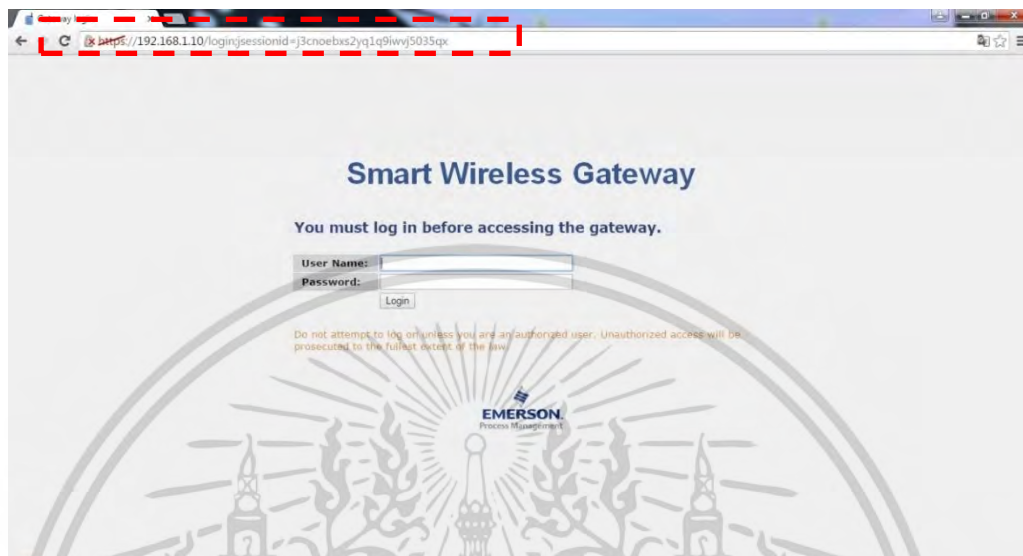 Gateway login
https://192.168.1.10/login;jsessionid=j3cnoebxs2yq1q9iwvj5035qx
Smart Wireless Gateway
You must log in before accessing the gateway.
User Name:
Password:
Login
Do not attempt to log on unless you are an authorized user. Unauthorized access will be
prosecuted to the fullest extent of the law.
EMERSON.
Process Management